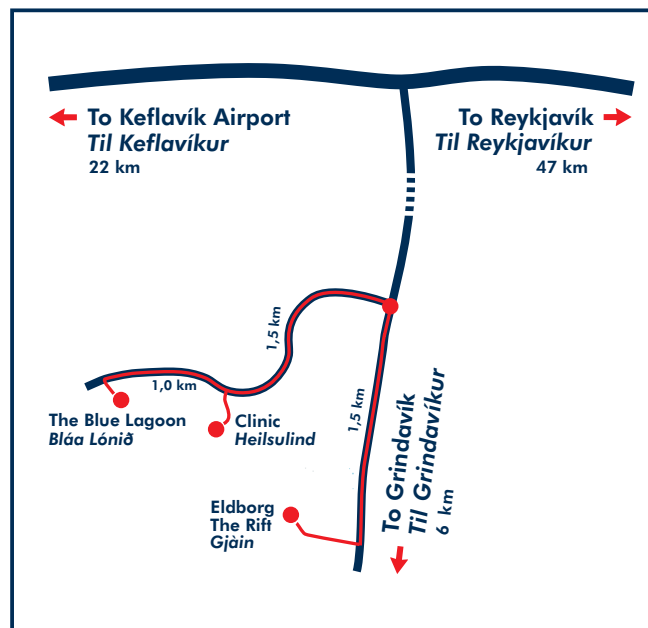 To Keflavík Airport
Til Keflavíkur
22 km
To Reykjavík
Til Reykjavíkur
47 km
1,5 km
1,0 km
The Blue Lagoon
Bláa Lónið
Clinic
Heilsulind
1,5 km
To Grindavík
Til Grindavíkur
6 km
Eldborg
The Rift
Gjàin